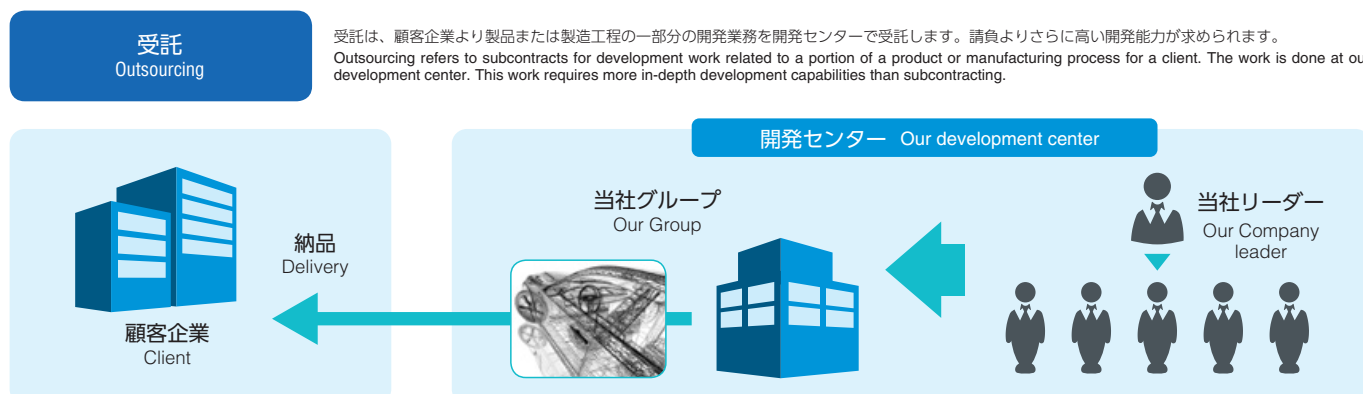 受託
Outsourcing
受託は、顧客企業より製品または製造工程の一部分の開発業務を開発センターで受託します。請負よりさらに高い開発能力が求められます。
Outsourcing refers to subcontracts for development work related to a portion of a product or manufacturing process for a client. The work is done at ou
development center. This work requires more in-depth development capabilities than subcontracting.
開発センター Our development center
当社グループ
Our Group
当社リーダー
Our Company
leader
納品
Delivery
顧客企業
Client